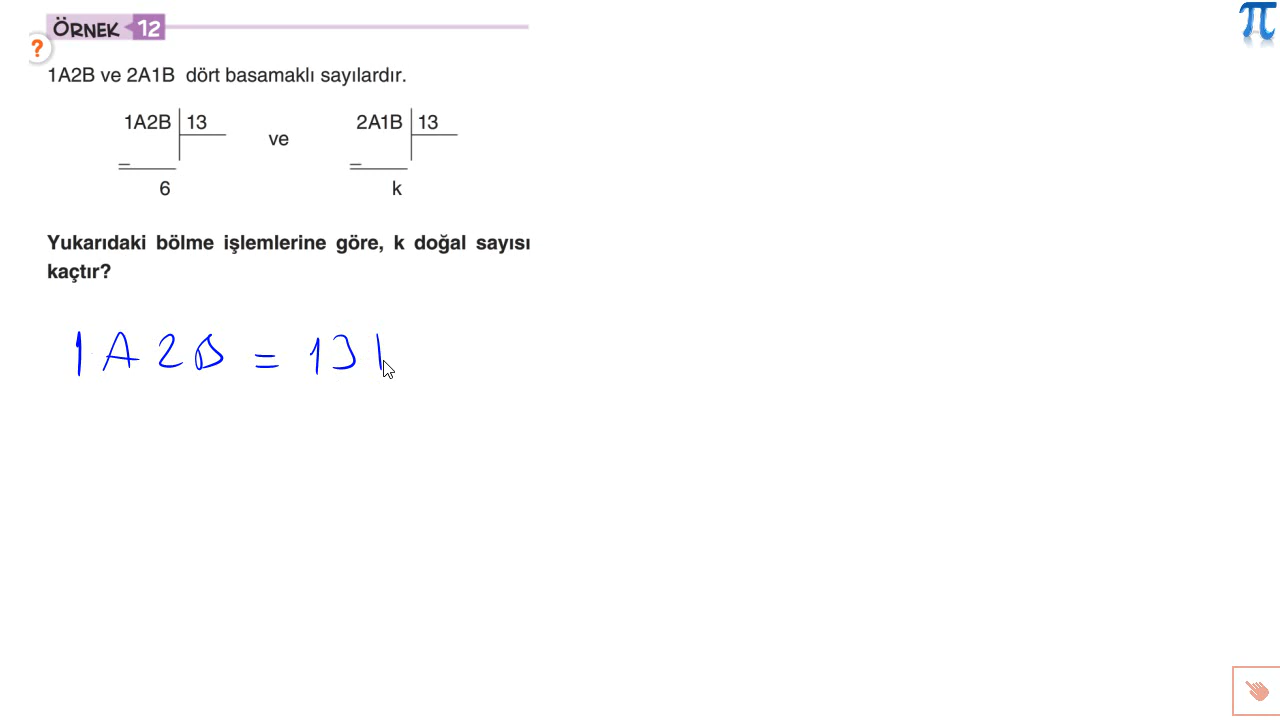 ÖRNEK 12
?
1A2B ve 2A1B dört basamaklı sayılardır.
1A2B 13 ve 2A1B 13
6 k
Yukarıdaki bölme işlemlerine göre, k doğal sayısı
kaçtır?
1A2B = 13
π